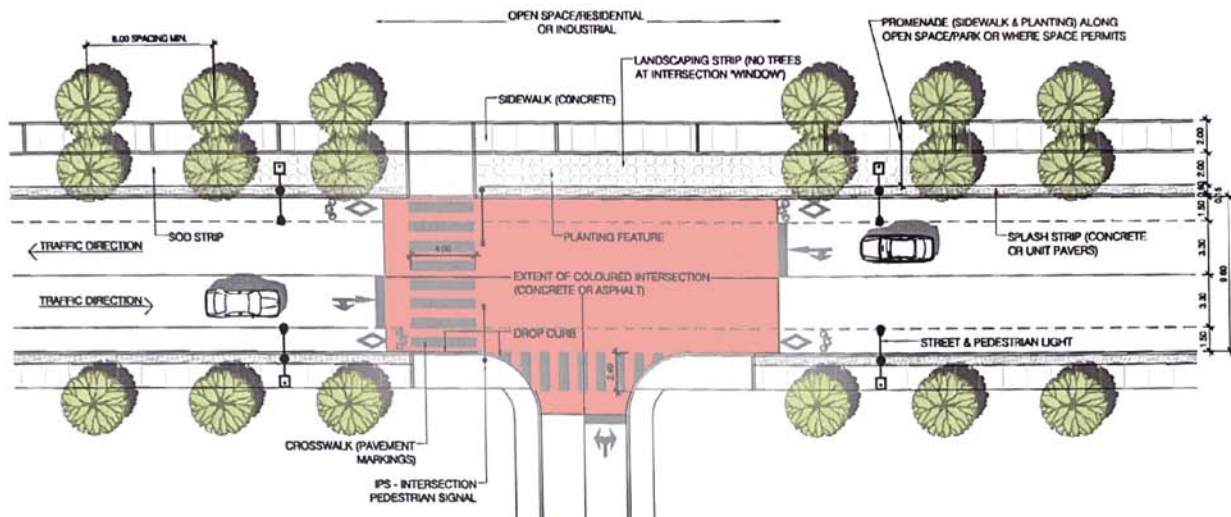 OPEN SPACE/RESIDENTIAL
OR INDUSTRIAL
PROMENADE (SIDEWALK & PLANTING) ALONG
OPEN SPACE/PARK OR WHERE SPACE PERMITS
8.00 SPACING MIN.
LANDSCAPING STRIP (NO TREES
AT INTERSECTION "WINDOW")
SIDEWALK (CONCRETE)
2.00
2.00
0.15
1.50
SOD STRIP
PLANTING FEATURE
SPLASH STRIP (CONCRETE
OR UNIT PAVERS)
TRAFFIC DIRECTION
4.00
3.30
9.60
EXTENT OF COLOURED INTERSECTION
(CONCRETE OR ASPHALT)
TRAFFIC DIRECTION
3.30
DROP CURB
STREET & PEDESTRIAN LIGHT
1.50
2.40
CROSSWALK (PAVEMENT
MARKINGS)
IPS - INTERSECTION
PEDESTRIAN SIGNAL